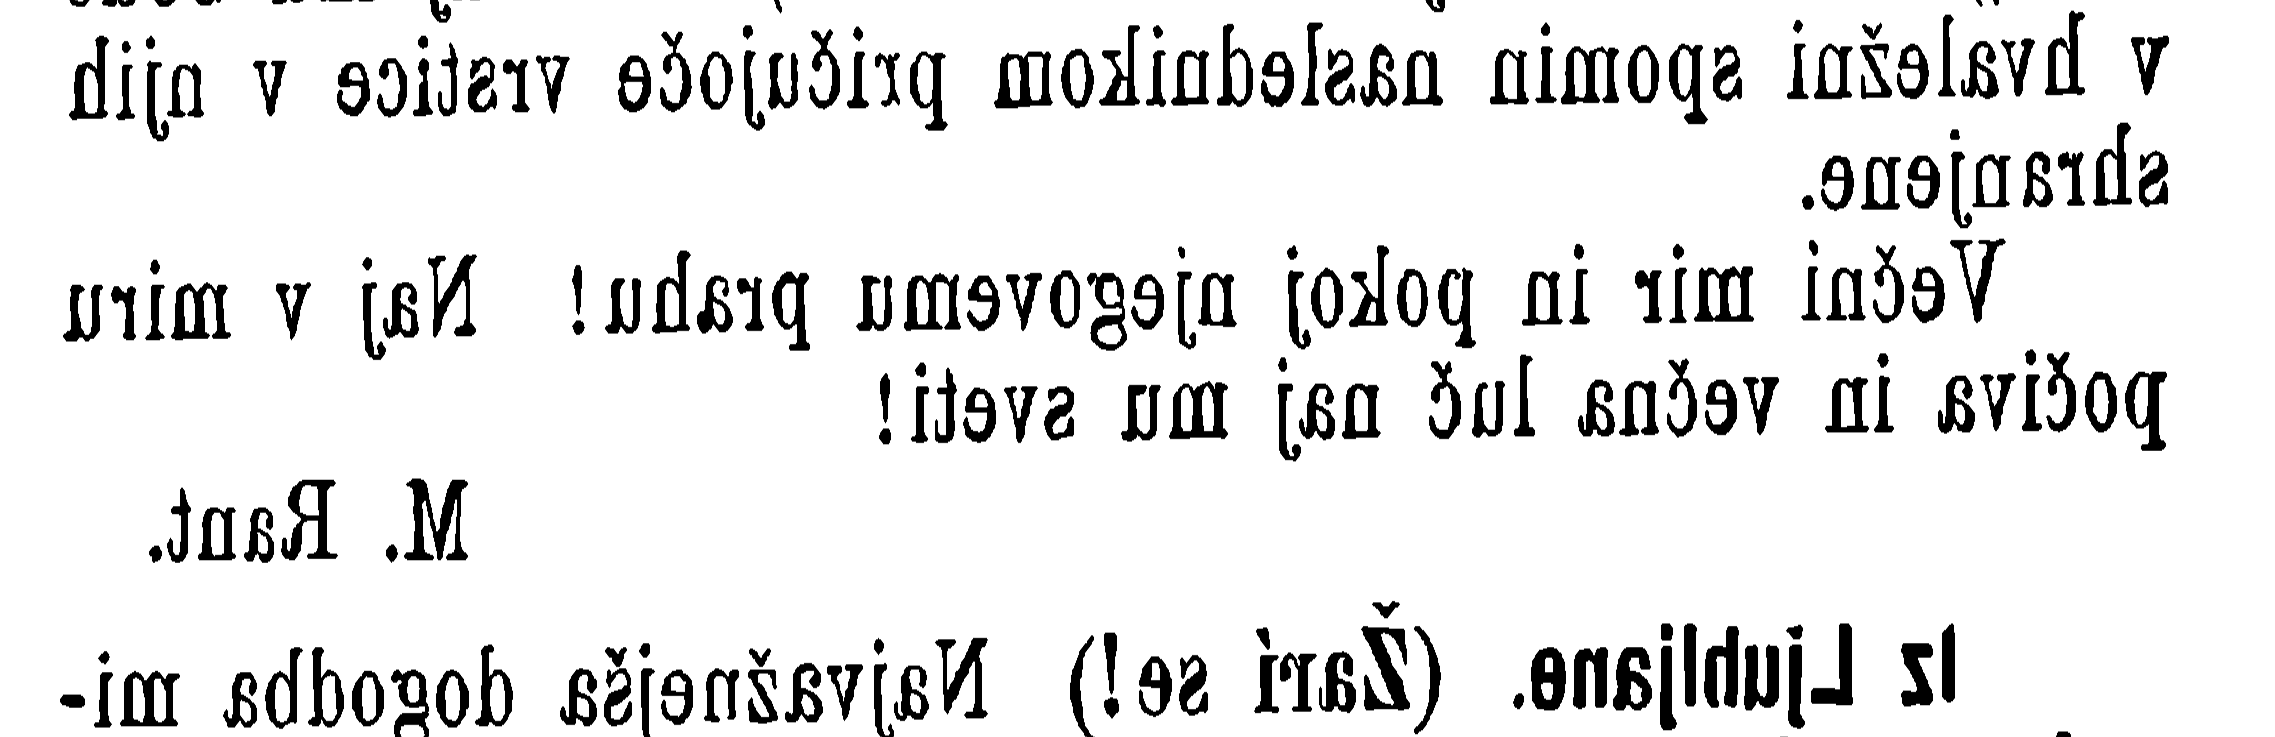 v hvaležni spomin naslednikom pričujoče vrstice v njih
shranjene.
Večni mir in pokoj njegovemu prahu! Naj v miru
počiva in večna luč naj mu sveti!
M. Rant.
Iz Ljubljane. (Žari se!) Najvažnejša dogodba mi-